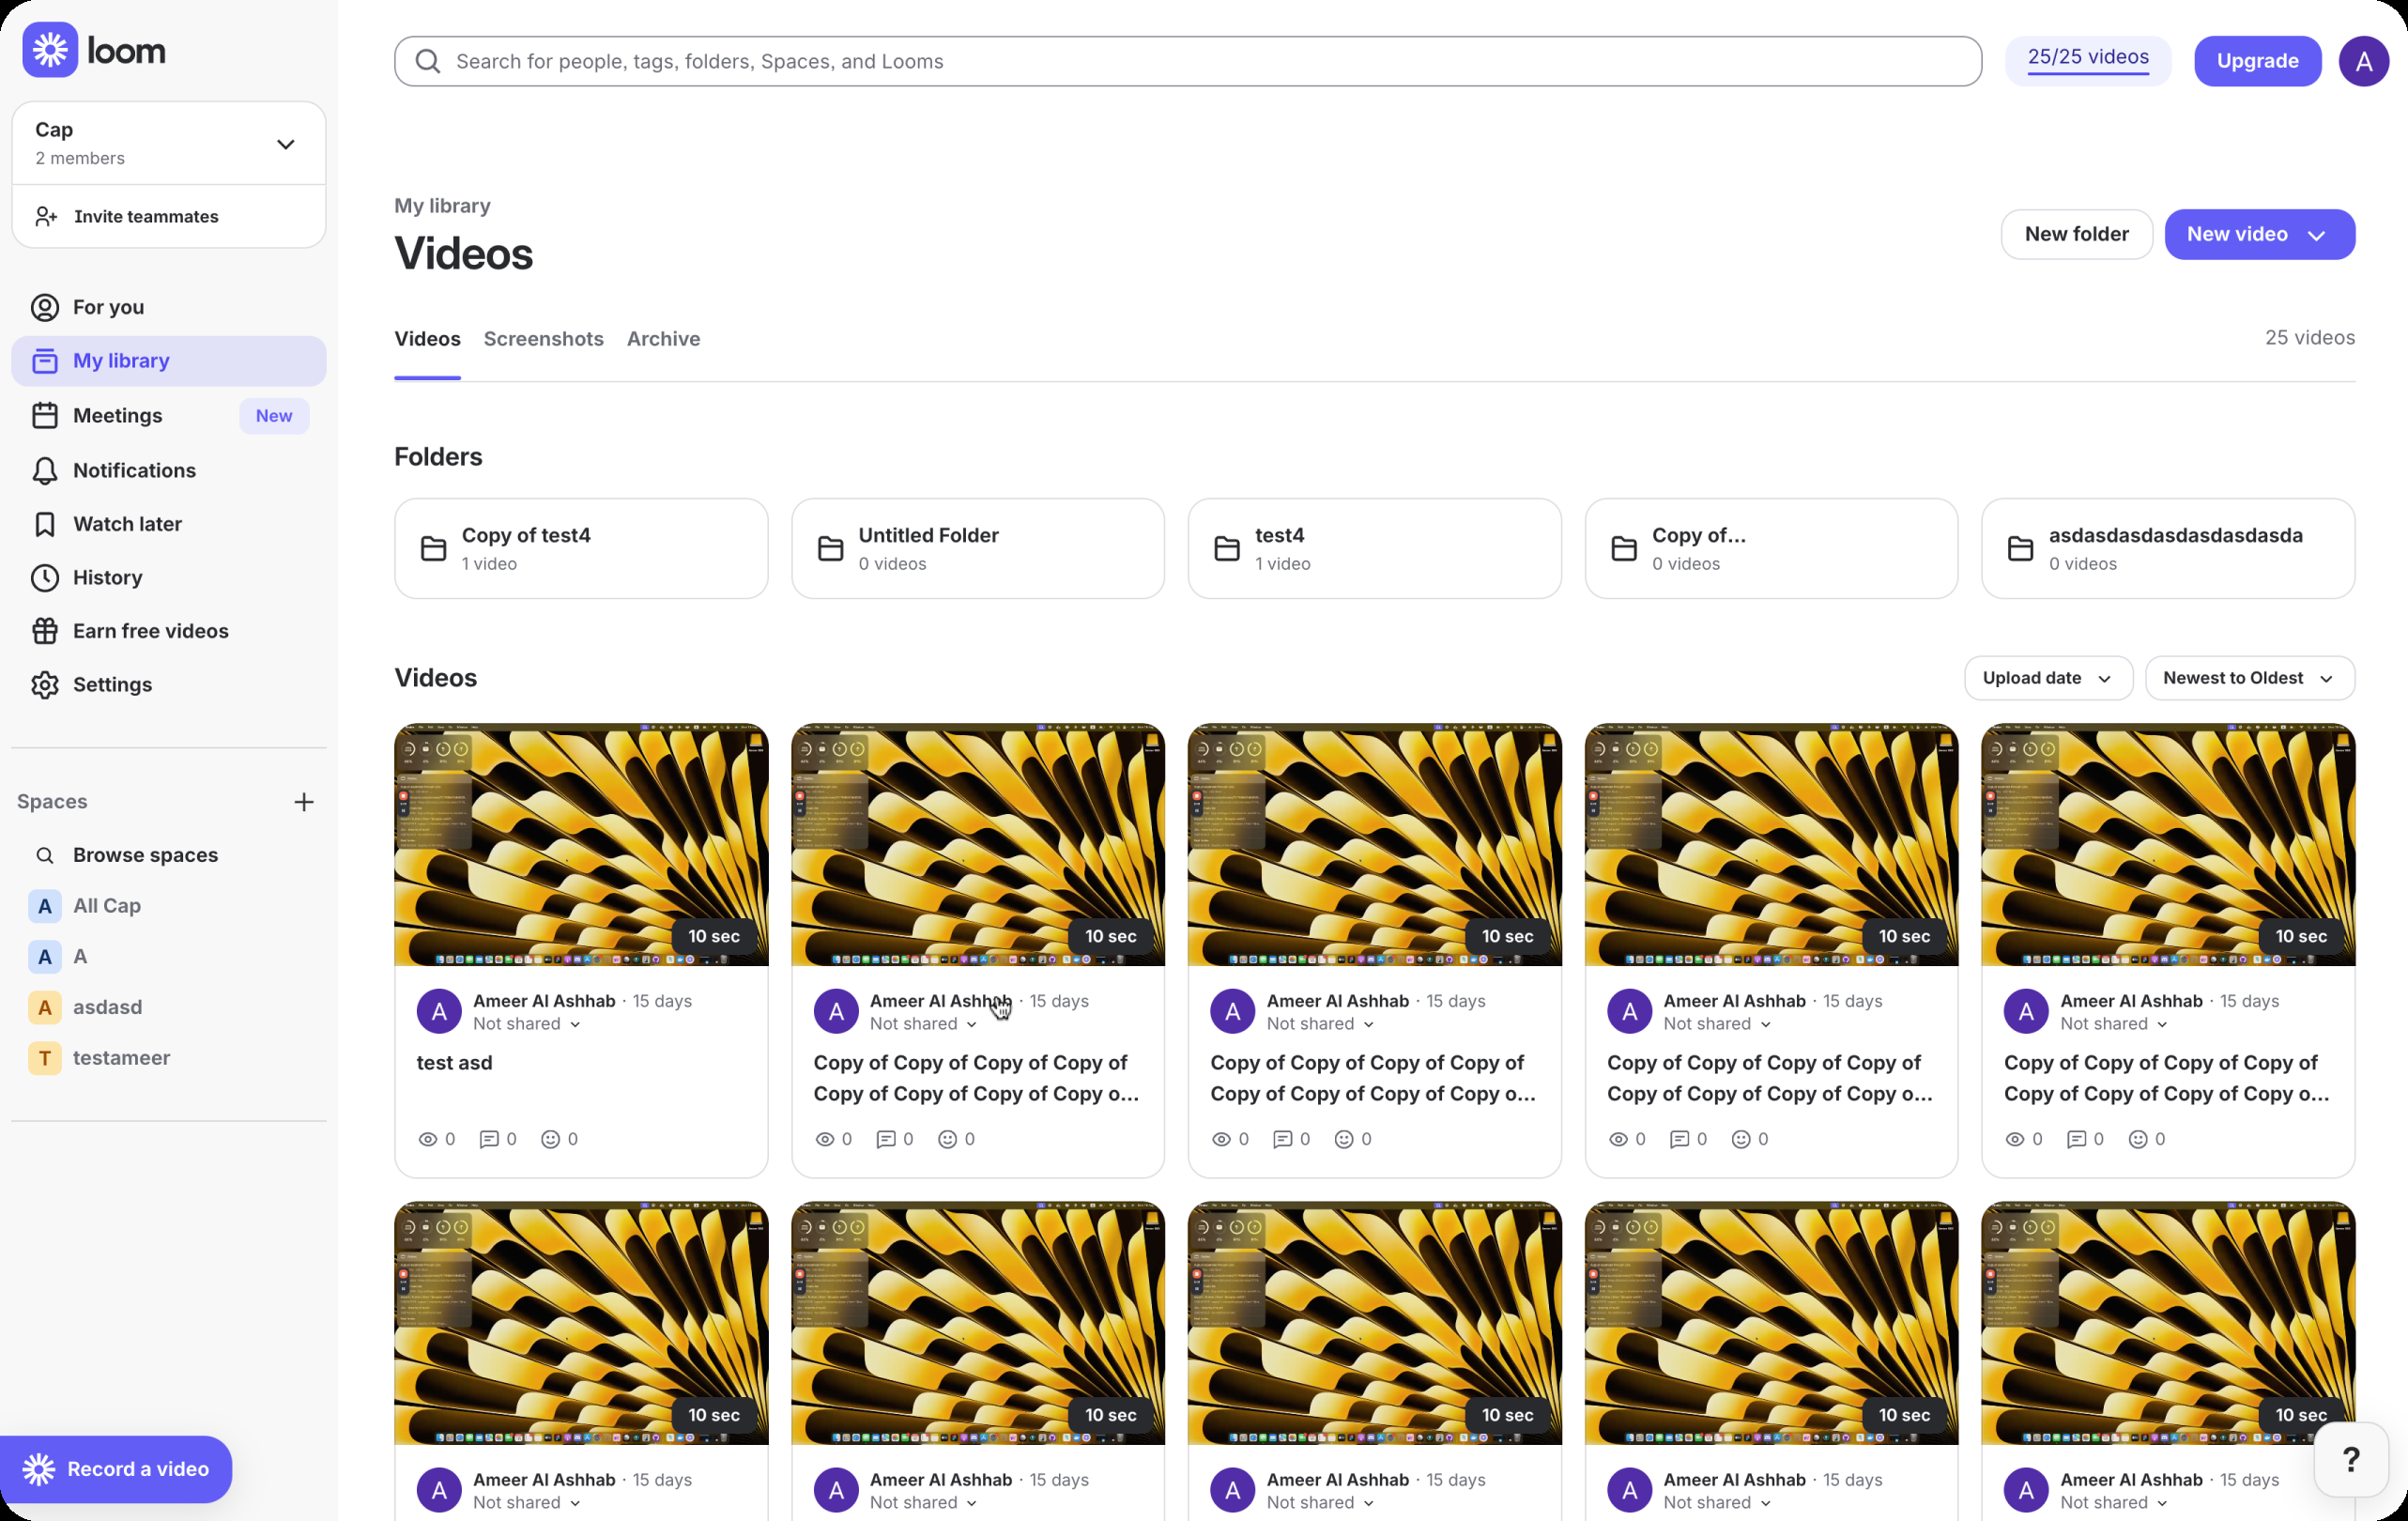 loom
Search for people, tags, folders, Spaces, and Looms
25/25 videos
Upgrade
A
Cap
2 members
Invite teammates
For you
My library
Meetings
New
Notifications
Watch later
History
Earn free videos
Settings
Spaces
Browse spaces
A All Cap
A A
A asdasd
T testameer
Record a video
My library
Videos
New folder
New video
Videos Screenshots Archive
25 videos
Folders
Copy of test4
1 video
Untitled Folder
0 videos
test4
1 video
Copy of...
0 videos
asdasdasdasdasdasdasda
0 videos
Videos
Upload date
Newest to Oldest
10 sec
A
Ameer Al Ashhab · 15 days
Not shared
test asd
0 0 0
10 sec
A
Ameer Al Ashhab · 15 days
Not shared
Copy of Copy of Copy of Copy of
Copy of Copy of Copy of Copy o...
0 0 0
10 sec
A
Ameer Al Ashhab · 15 days
Not shared
Copy of Copy of Copy of Copy of
Copy of Copy of Copy of Copy o...
0 0 0
10 sec
A
Ameer Al Ashhab · 15 days
Not shared
Copy of Copy of Copy of Copy of
Copy of Copy of Copy of Copy o...
0 0 0
10 sec
A
Ameer Al Ashhab · 15 days
Not shared
Copy of Copy of Copy of Copy of
Copy of Copy of Copy of Copy o...
0 0 0
10 sec
A
Ameer Al Ashhab · 15 days
Not shared
10 sec
A
Ameer Al Ashhab · 15 days
Not shared
10 sec
A
Ameer Al Ashhab · 15 days
Not shared
10 sec
A
Ameer Al Ashhab · 15 days
Not shared
10 sec
A
Ameer Al Ashhab · 15 days
Not shared
?